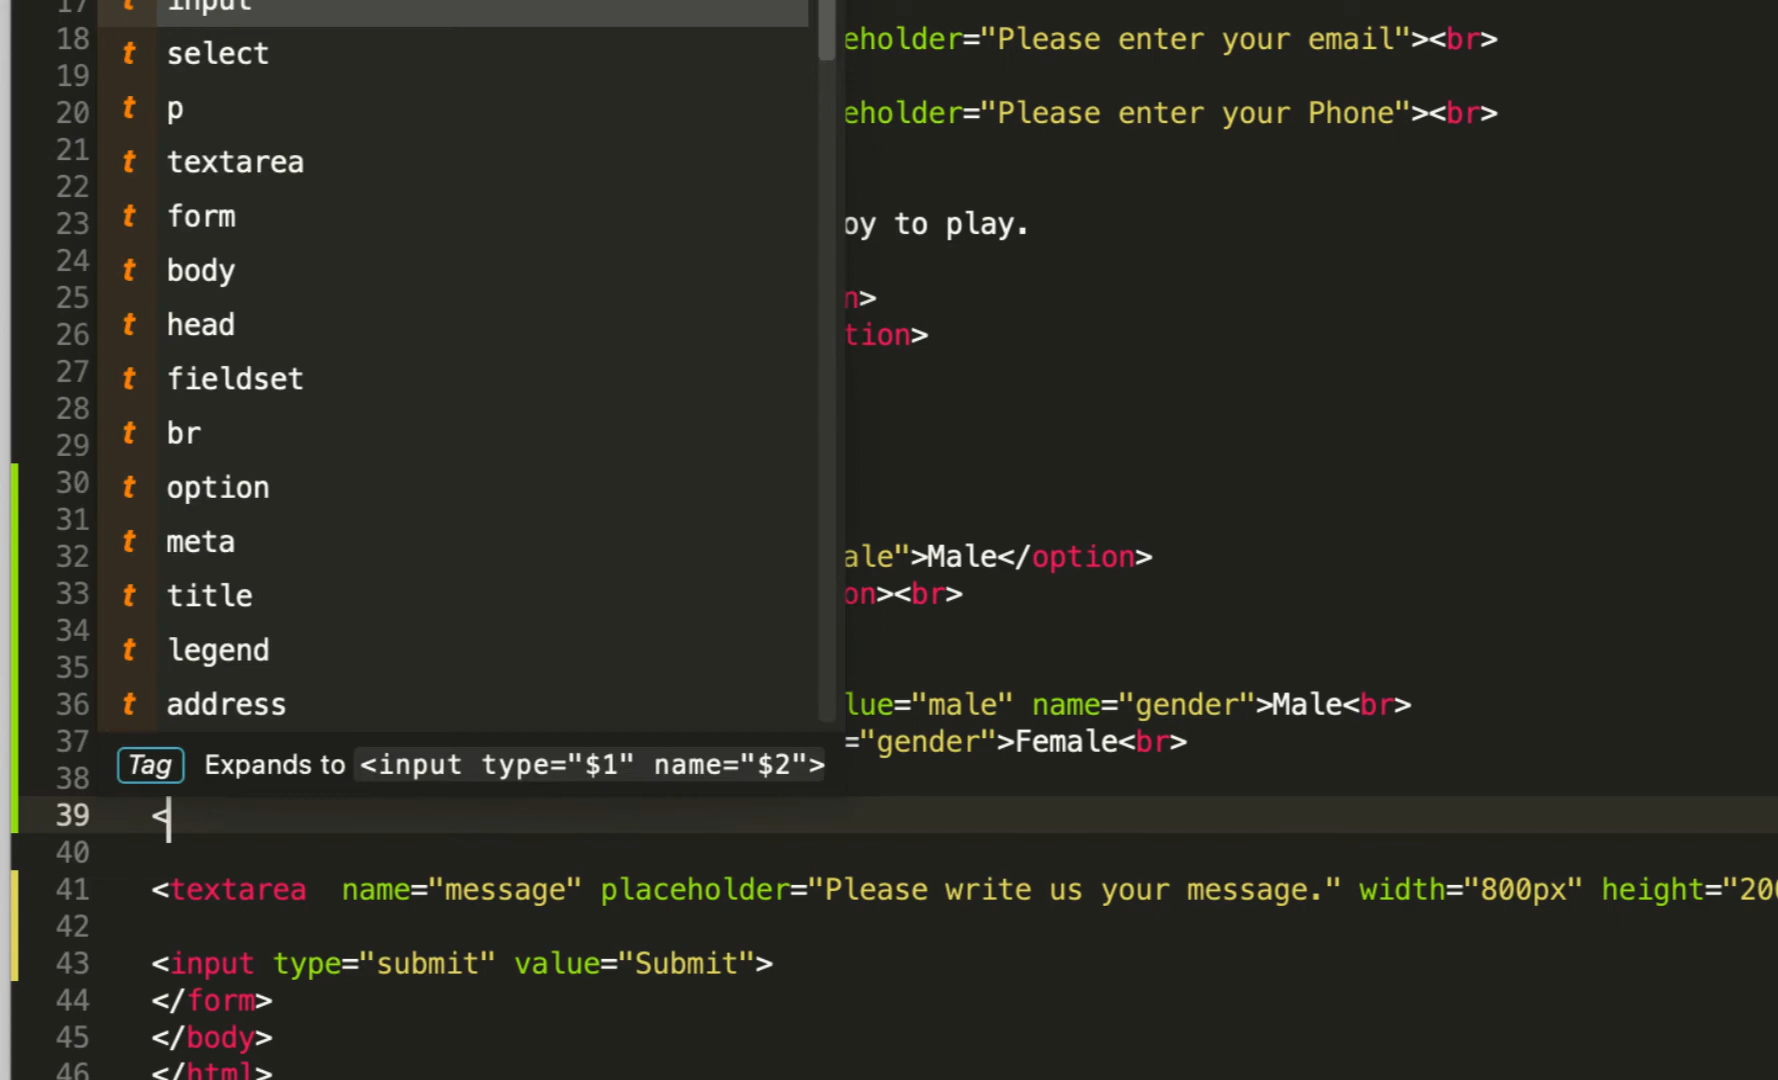 17 input
18 eholder="Please enter your email"><br>
select
19
p
20 eholder="Please enter your Phone"><br>
21 textarea
22
form
23 oy to play.
24 body
25 n>
head
26 tion>
27 fieldset
28
br
29
30 option
31
meta
32 ale">Male</option>
33 title on><br>
34
legend
35
36 address lue="male" name="gender">Male<br>
37 ="gender">Female<br>
Tag Expands to <input type="$1" name="$2">
38
39 <
40
41 <textarea  name="message" placeholder="Please write us your message." width="800px" height="200
42
43 <input type="submit" value="Submit">
44 </form>
45 </body>
46 </html>